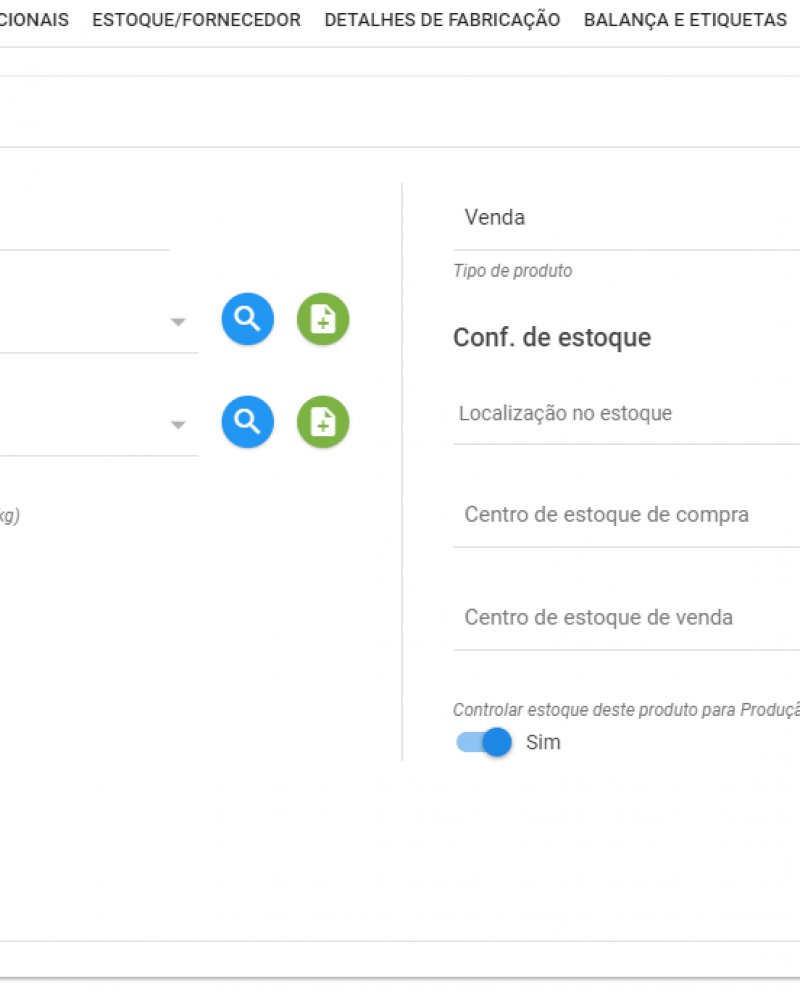 CIONAIS ESTOQUE/FORNECEDOR DETALHES DE FABRICAÇÃO BALANÇA E ETIQUETAS
Venda
Tipo de produto
Conf. de estoque
Localização no estoque
Centro de estoque de compra
kg)
Centro de estoque de venda
Controlar estoque deste produto para Produçã
Sim